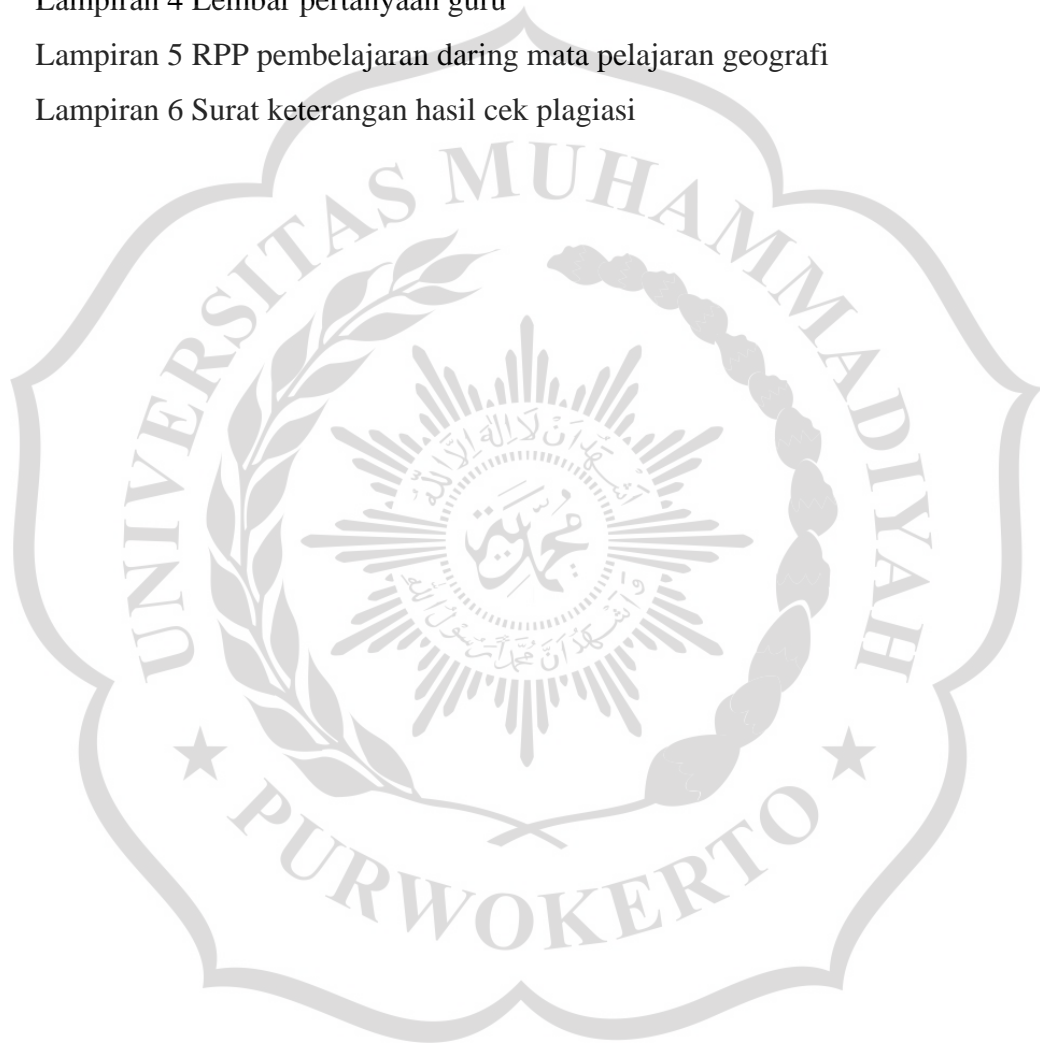 Lampiran 4 Lembar pertanyaan guru
Lampiran 5 RPP pembelajaran daring mata pelajaran geografi
Lampiran 6 Surat keterangan hasil cek plagiasi
UNIVERSITAS MUHAMMADIYAH
PURWOKERTO